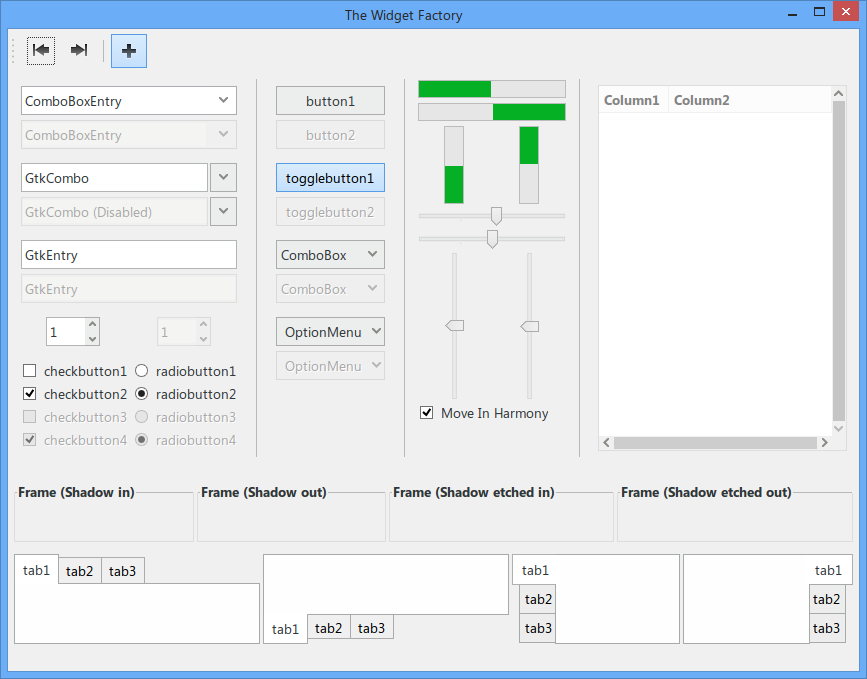 The Widget Factory
ComboBoxEntry
ComboBoxEntry
GtkCombo
GtkCombo (Disabled)
GtkEntry
GtkEntry
1 1
checkbutton1 radiobutton1
checkbutton2 radiobutton2
checkbutton3 radiobutton3
checkbutton4 radiobutton4
button1
button2
togglebutton1
togglebutton2
ComboBox
ComboBox
OptionMenu
OptionMenu
Move In Harmony
Column1 Column2
Frame (Shadow in) Frame (Shadow out) Frame (Shadow etched in) Frame (Shadow etched out)
tab1 tab2 tab3
tab1 tab2 tab3
tab1
tab2
tab3
tab1
tab2
tab3